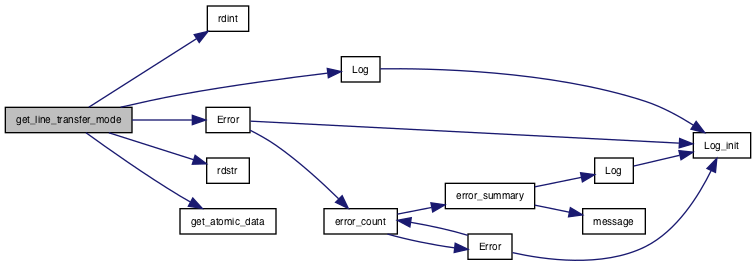 rdint
Log
get_line_transfer_mode
Error
Log_init
rdstr
Log
error_summary
get_atomic_data
error_count
message
Error